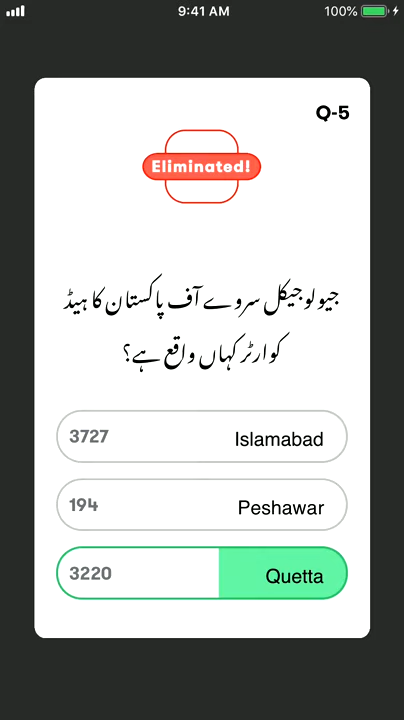 9:41 AM
100%
Q-5
Eliminated!
جیولوجیکل سروے آف پاکستان کا ہیڈ
کوارٹر کہاں واقع ہے؟
3727 Islamabad
194 Peshawar
3220 Quetta